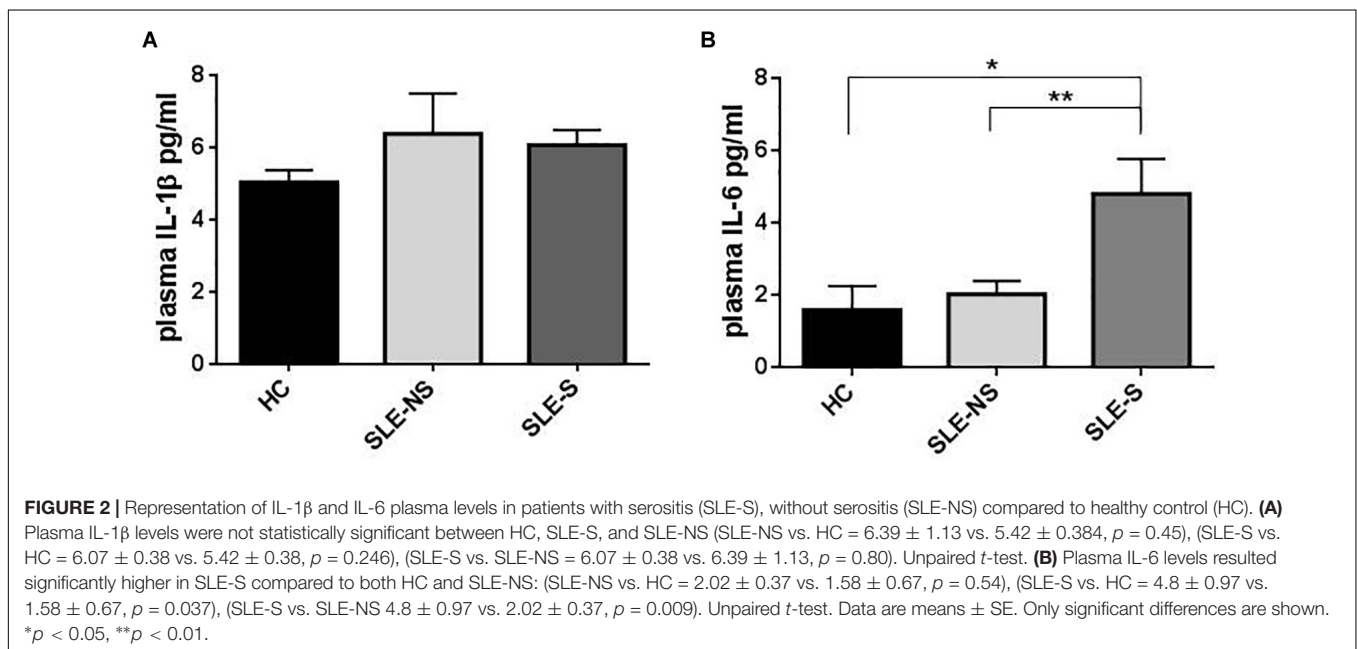 A
plasma IL-1β pg/ml
8
6
4
2
0
HC
SLE-NS
SLE-S
B
plasma IL-6 pg/ml
8
6
4
2
0
*
**
HC
SLE-NS
SLE-S
FIGURE 2 | Representation of IL-1β and IL-6 plasma levels in patients with serositis (SLE-S), without serositis (SLE-NS) compared to healthy control (HC). (A)
Plasma IL-1β levels were not statistically significant between HC, SLE-S, and SLE-NS (SLE-NS vs. HC = 6.39 ± 1.13 vs. 5.42 ± 0.384, p = 0.45), (SLE-S vs.
HC = 6.07 ± 0.38 vs. 5.42 ± 0.38, p = 0.246), (SLE-S vs. SLE-NS = 6.07 ± 0.38 vs. 6.39 ± 1.13, p = 0.80). Unpaired t-test. (B) Plasma IL-6 levels resulted
significantly higher in SLE-S compared to both HC and SLE-NS: (SLE-NS vs. HC = 2.02 ± 0.37 vs. 1.58 ± 0.67, p = 0.54), (SLE-S vs. HC = 4.8 ± 0.97 vs.
1.58 ± 0.67, p = 0.037), (SLE-S vs. SLE-NS 4.8 ± 0.97 vs. 2.02 ± 0.37, p = 0.009). Unpaired t-test. Data are means ± SE. Only significant differences are shown.
*p < 0.05, **p < 0.01.